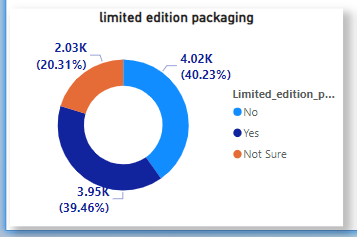 limited edition packaging
2.03K
(20.31%)
4.02K
(40.23%)
3.95K
(39.46%)
Limited_edition_p...
No
Yes
Not Sure